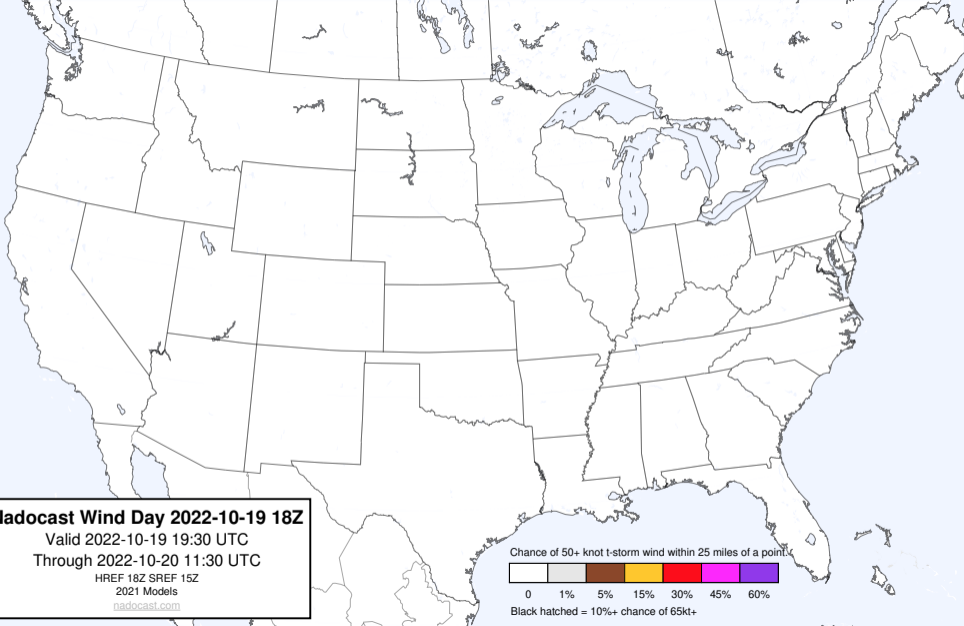 Nadocast Wind Day 2022-10-19 18Z
Valid 2022-10-19 19:30 UTC
Through 2022-10-20 11:30 UTC
HREF 18Z SREF 15Z
2021 Models
nadocast.com
Chance of 50+ knot t-storm wind within 25 miles of a point.
0 1% 5% 15% 30% 45% 60%
Black hatched = 10%+ chance of 65kt+